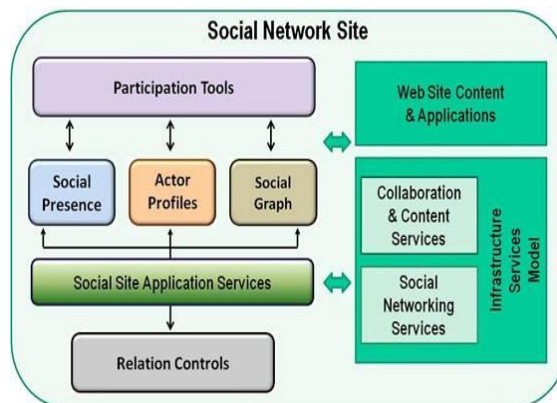 Social Network Site
Participation Tools
Web Site Content
& Applications
Social
Presence
Actor
Profiles
Social
Graph
Collaboration
& Content
Services
Social Site Application Services
Social
Networking
Services
Infrastructure
Services
Model
Relation Controls